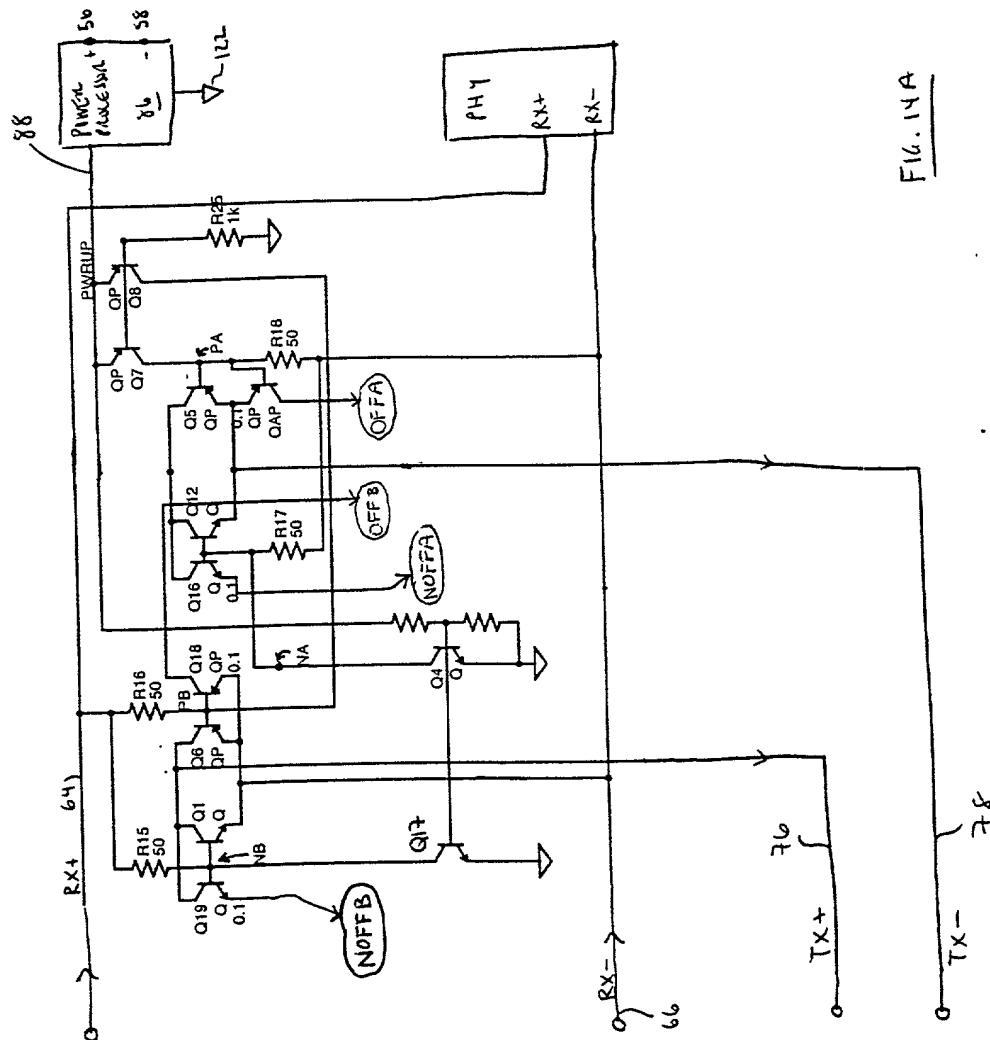 88
POWER
PROCESSOR
86
+
-
56
58
122
PHY
RX+
RX-
PWRUP
QP
Q8
R25
1k
QP
Q7
PA
R18
50
Q5
QP
0.1
QP
QAP
OFFA
Q12
Q
OFFB
R17
50
Q16
Q
0.1
NOFFA
NA
Q4
Q
Q18
QP
0.1
R16
50
PB
Q6
QP
Q1
Q
R15
50
NB
Q19
Q
0.1
NOFFB
Q17
RX+
64
RX-
66
TX+
76
TX-
78
FIG. 14A